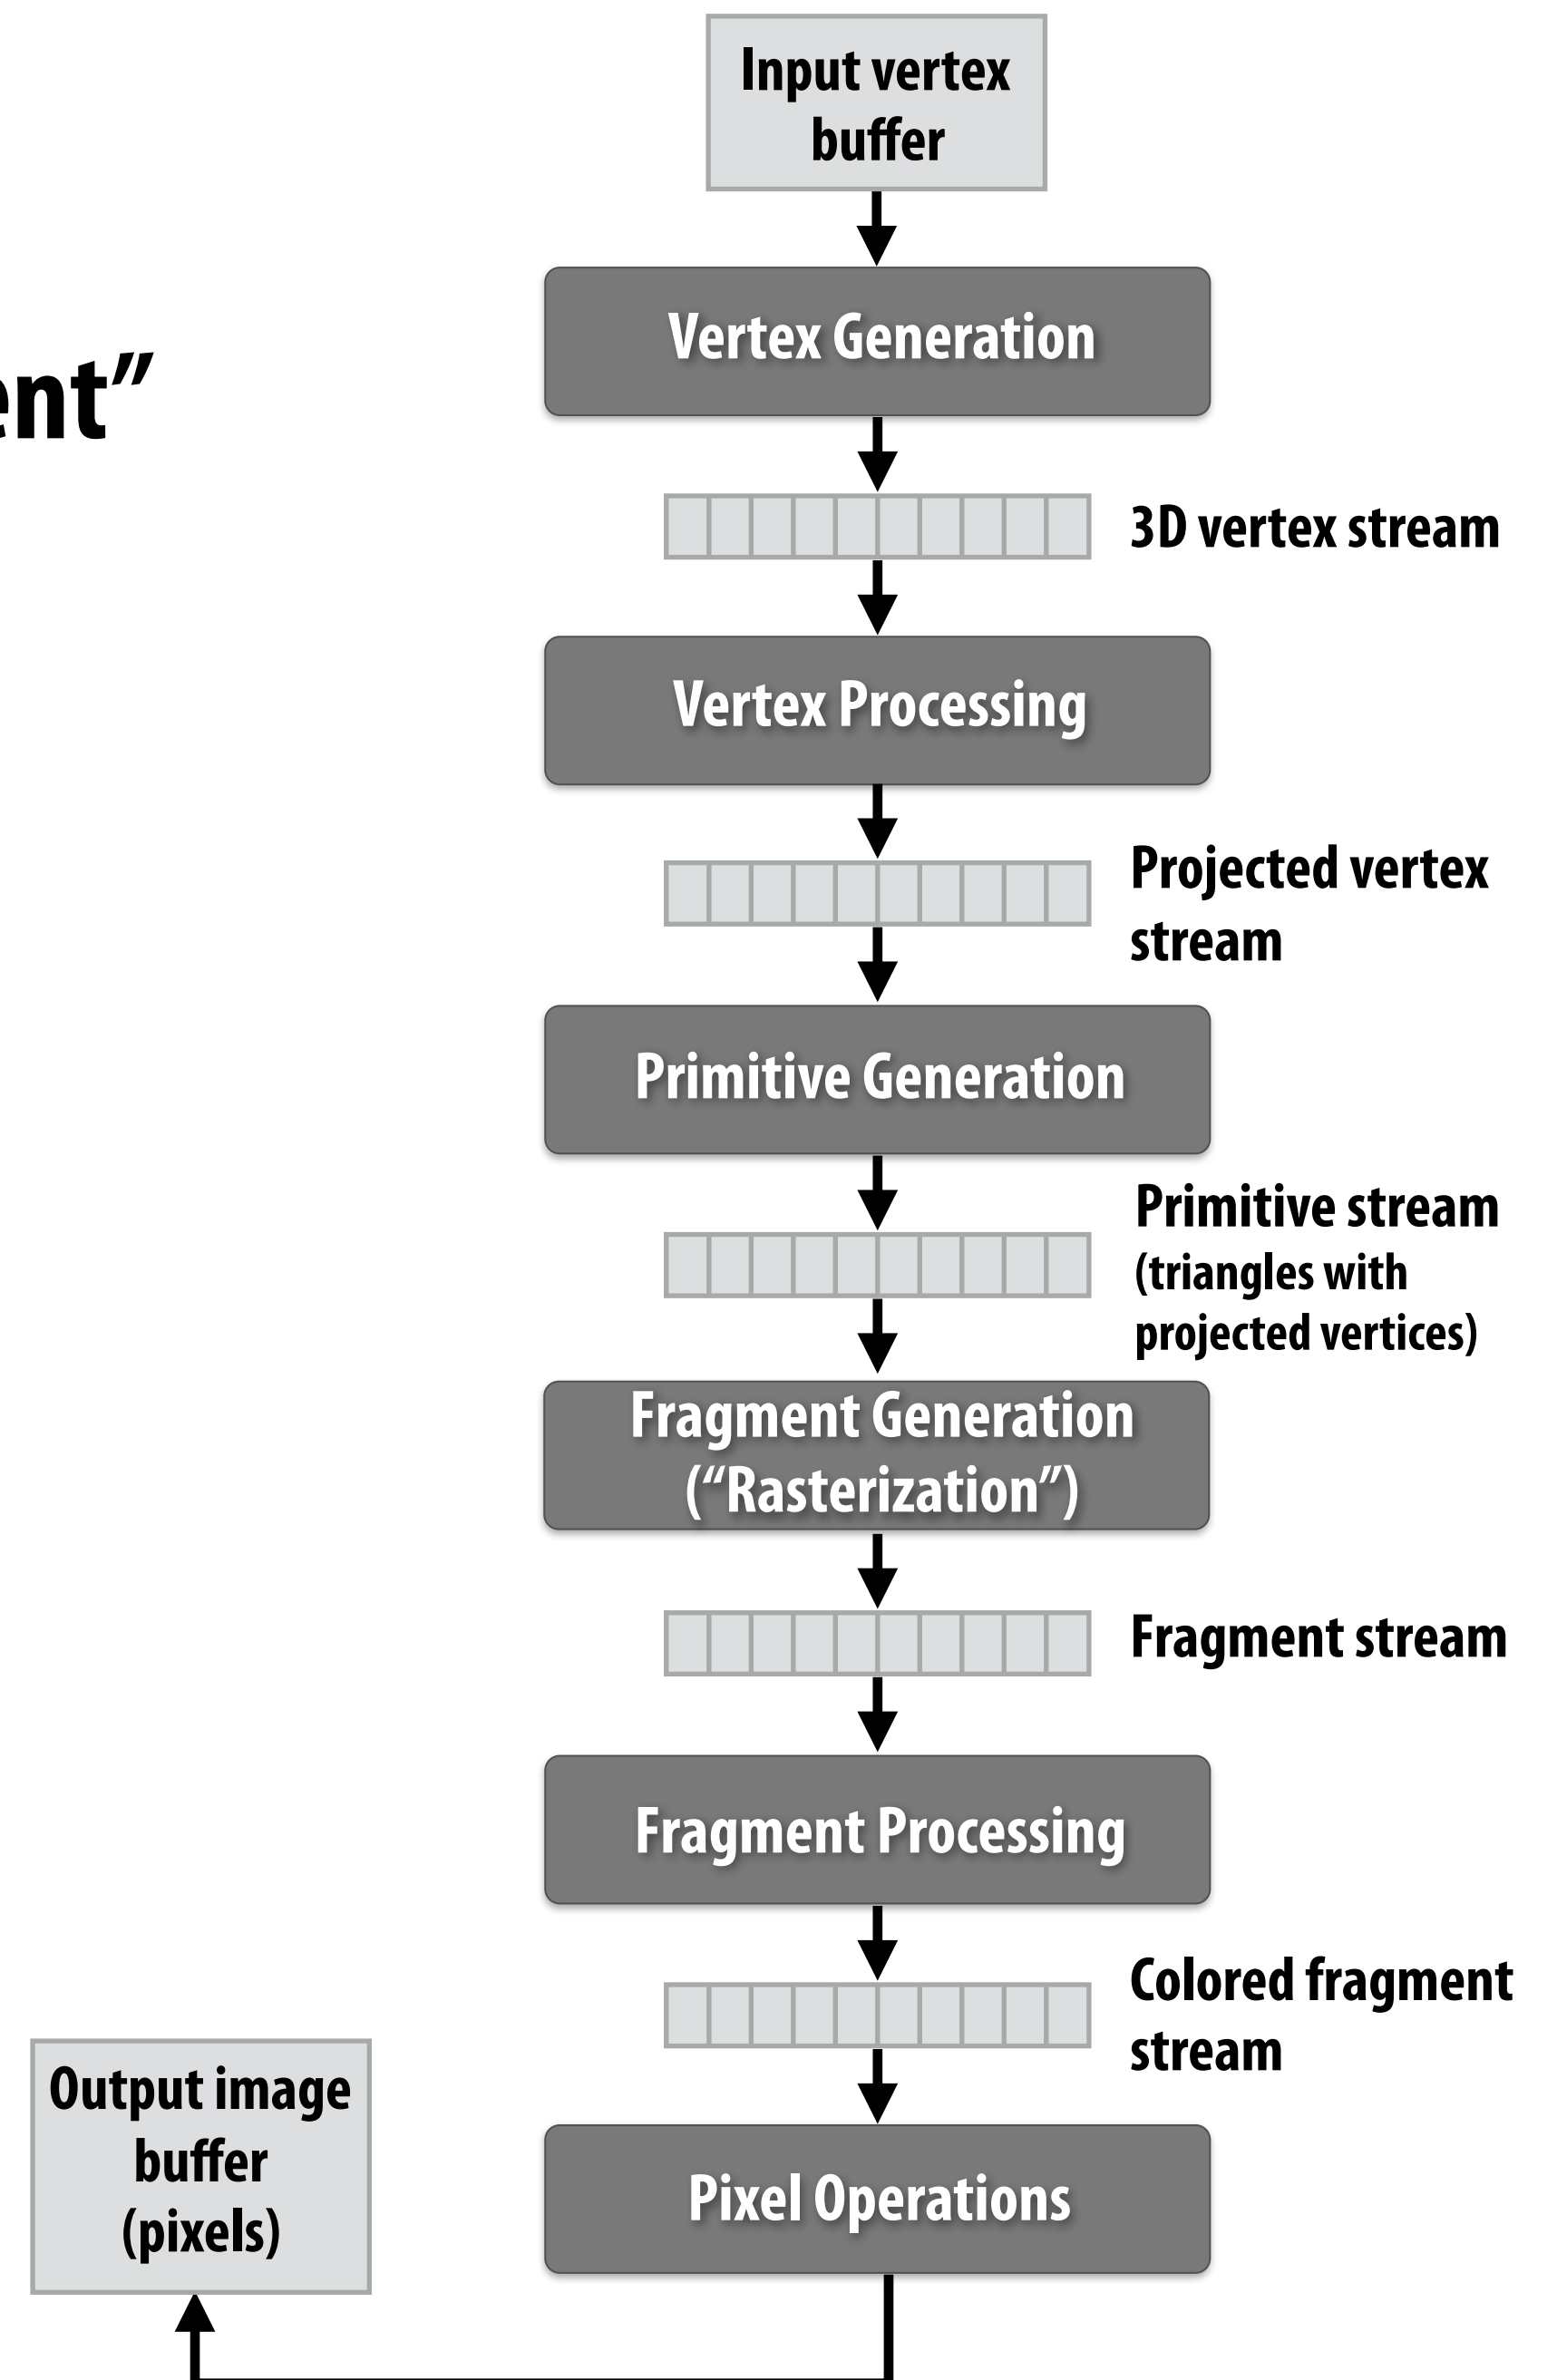 Input vertex
buffer
Vertex Generation
ent”
3D vertex stream
Vertex Processing
Projected vertex
stream
Primitive Generation
Primitive stream
(triangles with
projected vertices)
Fragment Generation
(“Rasterization”)
Fragment stream
Fragment Processing
Colored fragment
stream
Output image
buffer
(pixels)
Pixel Operations